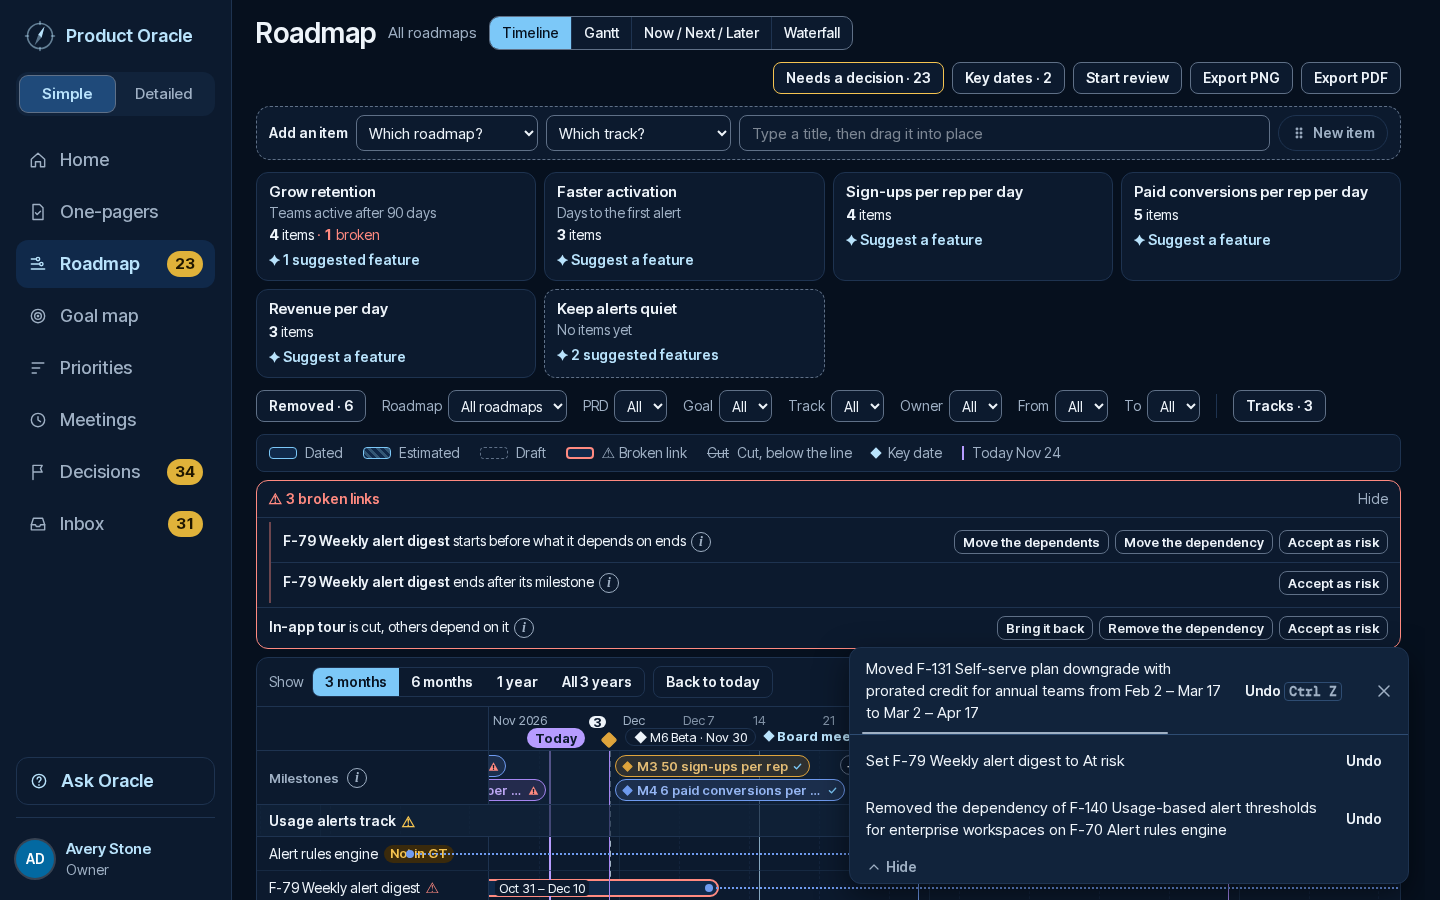 Product Oracle
Simple
Detailed
Home
One-pagers
Roadmap 23
Goal map
Priorities
Meetings
Decisions 34
Inbox 31
Ask Oracle
AD
Avery Stone
Owner
Roadmap All roadmaps Timeline Gantt Now / Next / Later Waterfall
Needs a decision · 23 Key dates · 2 Start review Export PNG Export PDF
Add an item Which roadmap? Which track? Type a title, then drag it into place New item
Grow retention
Teams active after 90 days
4 items · 1 broken
1 suggested feature
Faster activation
Days to the first alert
3 items
Suggest a feature
Sign-ups per rep per day
4 items
Suggest a feature
Paid conversions per rep per day
5 items
Suggest a feature
Revenue per day
3 items
Suggest a feature
Keep alerts quiet
No items yet
2 suggested features
Removed · 6 Roadmap All roadmaps PRD All Goal All Track All Owner All From All To All Tracks · 3
Dated Estimated Draft Broken link Cut Cut, below the line Key date Today Nov 24
3 broken links Hide
F-79 Weekly alert digest starts before what it depends on ends i Move the dependents Move the dependency Accept as risk
F-79 Weekly alert digest ends after its milestone i Accept as risk
In-app tour is cut, others depend on it i Bring it back Remove the dependency Accept as risk
Show 3 months 6 months 1 year All 3 years Back to today
Nov 2026 3 Dec Dec 7 14 21
Today M6 Beta · Nov 30 Board mee
Milestones i
M3 50 sign-ups per rep
per ... M4 6 paid conversions per ...
Usage alerts track
Alert rules engine
F-79 Weekly alert digest Oct 31 – Dec 10
Moved F-131 Self-serve plan downgrade with
prorated credit for annual teams from Feb 2 – Mar 17
to Mar 2 – Apr 17
Undo Ctrl Z
Set F-79 Weekly alert digest to At risk Undo
Removed the dependency of F-140 Usage-based alert thresholds
for enterprise workspaces on F-70 Alert rules engine
Undo
Hide